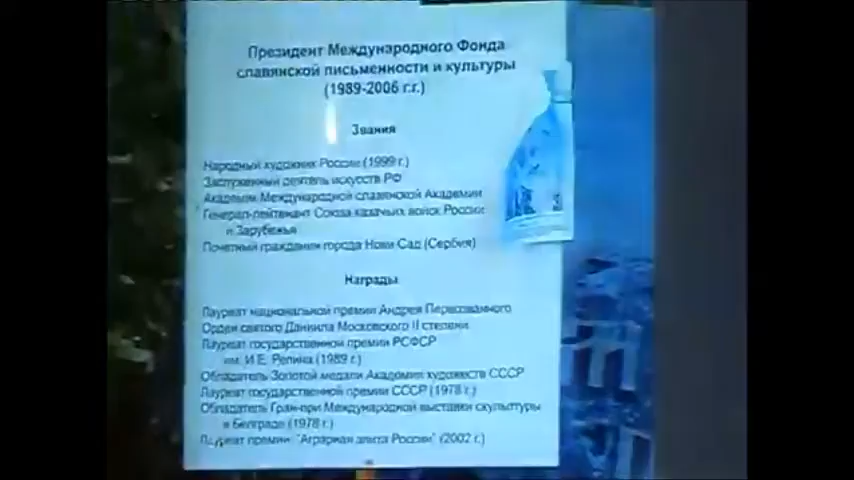 Президент Международного Фонда
славянской письменности и культуры
(1989-2006 г.г.)
Звания
Народный художник России (1999 г.)
Заслуженный деятель искусств РФ
Академик Международной славянской Академии
Генерал-лейтенант Союза казачьих войск России
и Зарубежья
Почетный гражданин города Нови Сад (Сербия)
Награды
Лауреат национальной премии Андрея Первозванного
Орден святого Даниила Московского II степени
Лауреат государственной премии РСФСР
им. И.Е. Репина (1989 г.)
Обладатель Золотой медали Академии художеств СССР
Лауреат государственной премии СССР (1978 г.)
Обладатель Гран-при Международной выставки скульптуры
в Белграде (1978 г.)
Лауреат премии "Аграрная элита России" (2002 г.)